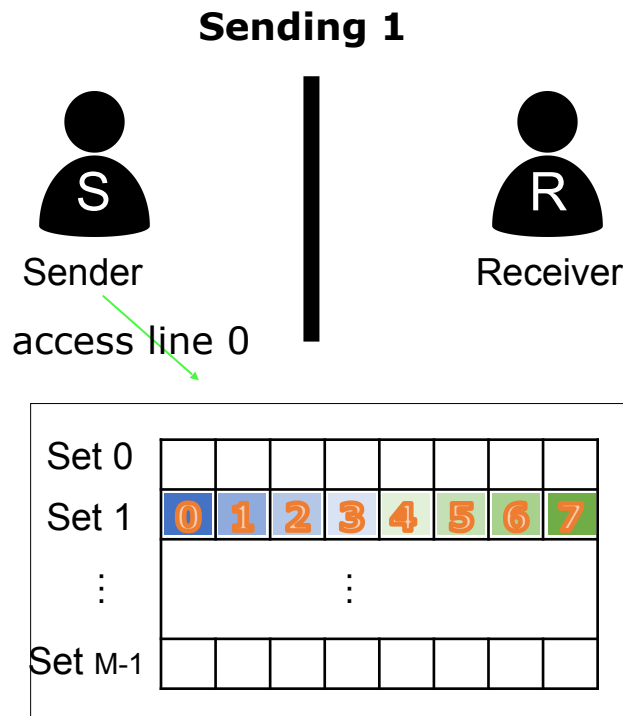 Sending 1
S R
Sender Receiver
access line 0
Set 0
Set 1 0 1 2 3 4 5 6 7
⋮ ⋮
Set M-1